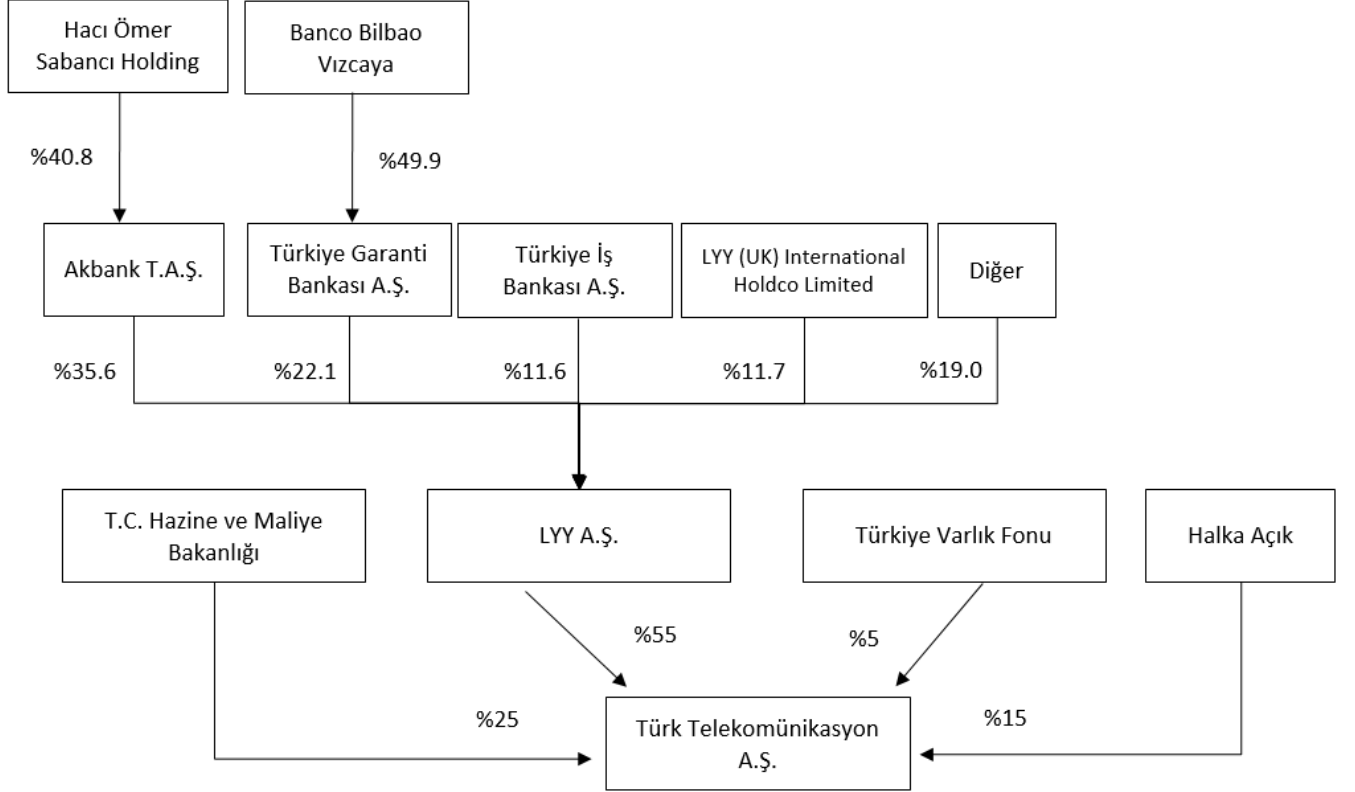 Hacı Ömer
Sabancı Holding
Banco Bilbao
Vızcaya
%40.8
%49.9
Akbank T.A.Ş.
Türkiye Garanti
Bankası A.Ş.
Türkiye İş
Bankası A.Ş.
LYY (UK) International
Holdco Limited
Diğer
%35.6
%22.1
%11.6
%11.7
%19.0
T.C. Hazine ve Maliye
Bakanlığı
LYY A.Ş.
Türkiye Varlık Fonu
Halka Açık
%55
%5
%25
%15
Türk Telekomünikasyon
A.Ş.